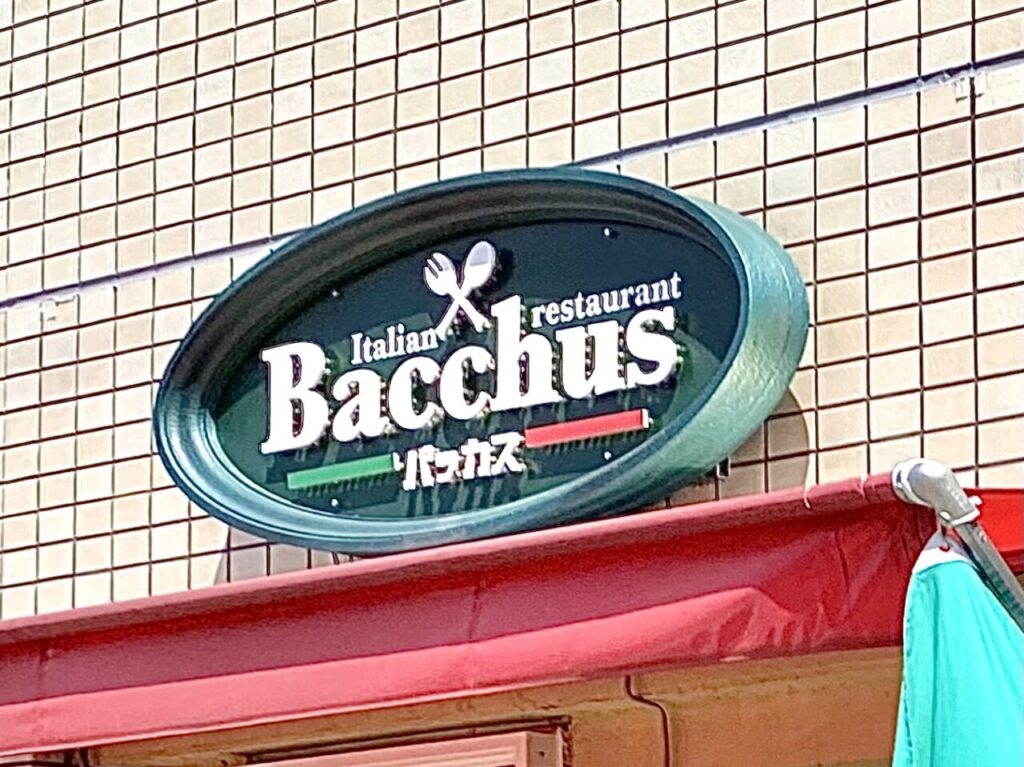 Italian restaurant
Bacchus
バッカス